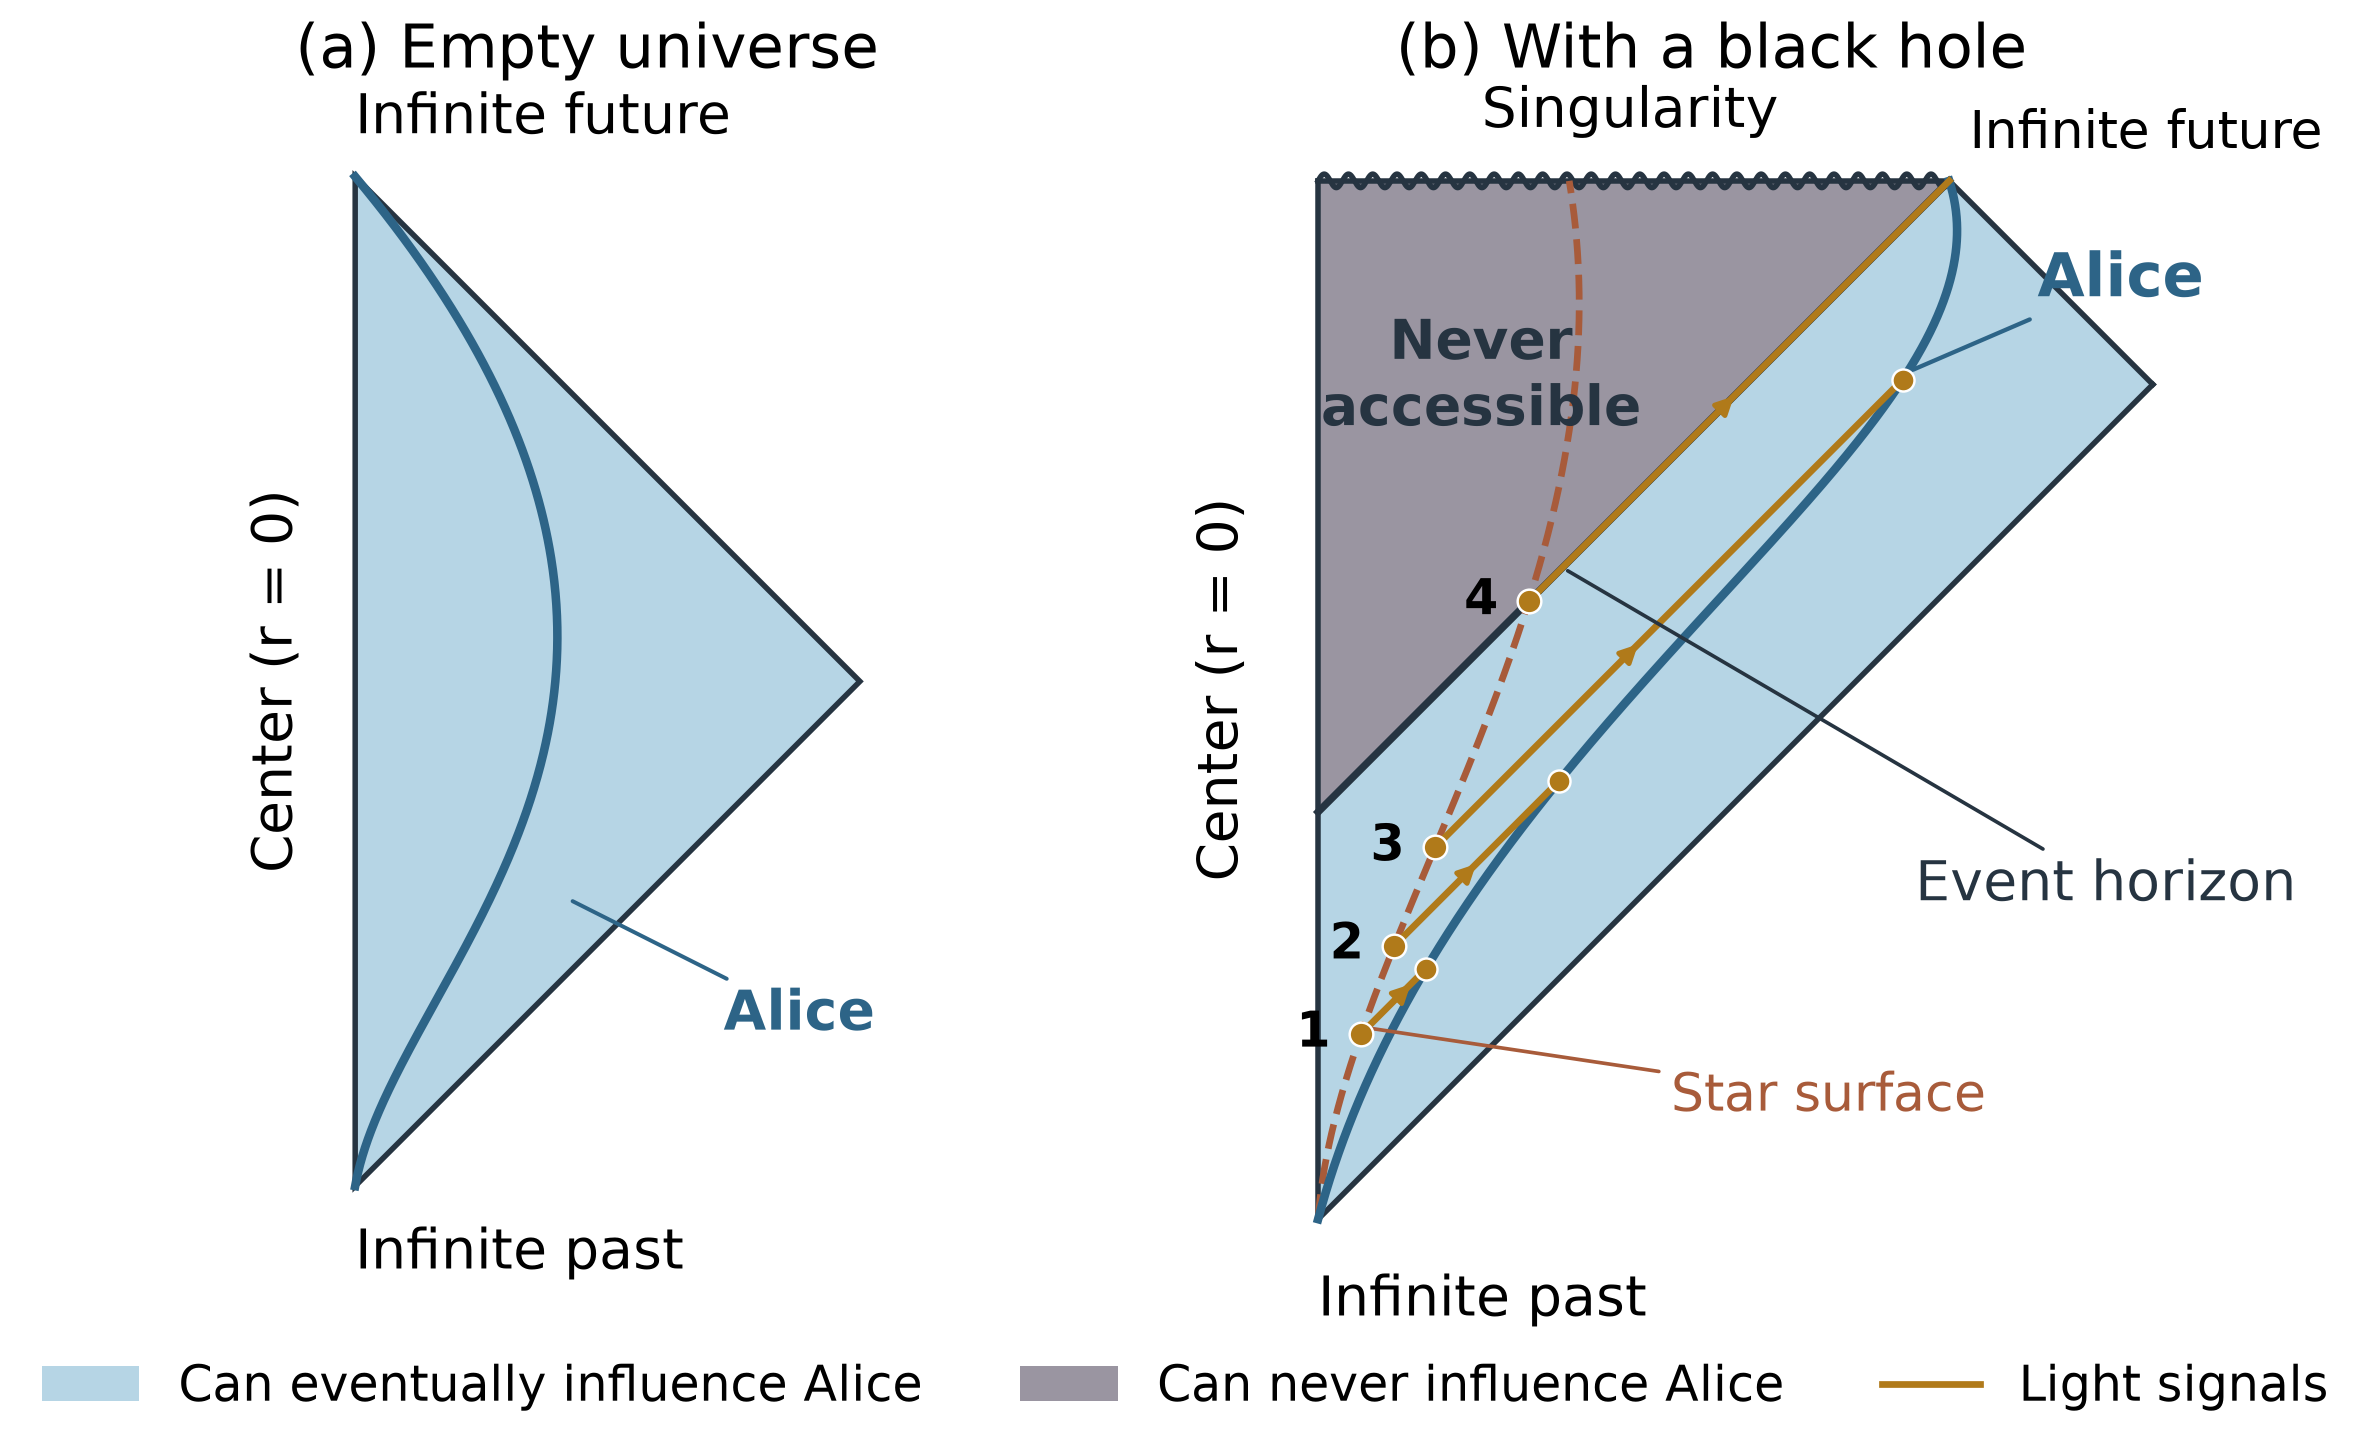 (a) Empty universe
Infinite future
Center (r = 0)
Alice
Infinite past
(b) With a black hole
Singularity
Infinite future
Alice
Never
accessible
Center (r = 0)
4
3
2
1
Event horizon
Star surface
Infinite past
Can eventually influence Alice
Can never influence Alice
Light signals